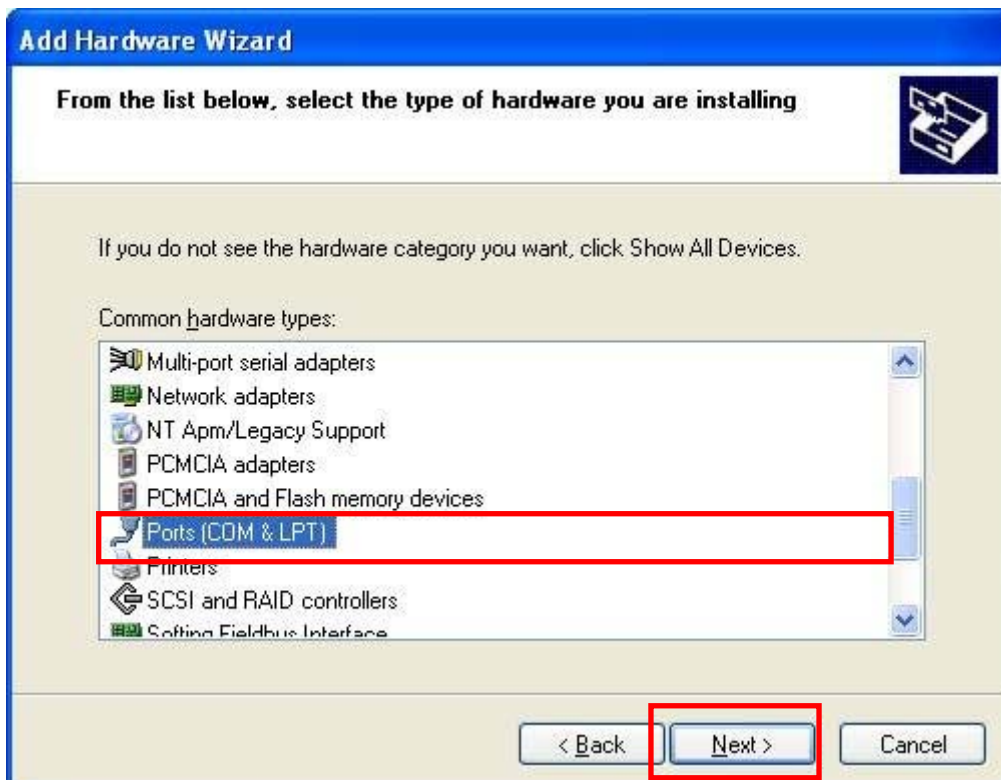 Add Hardware Wizard
From the list below, select the type of hardware you are installing
If you do not see the hardware category you want, click Show All Devices.
Common hardware types:
Multi-port serial adapters
Network adapters
NT Apm/Legacy Support
PCMCIA adapters
PCMCIA and Flash memory devices
Ports (COM & LPT)
Printers
SCSI and RAID controllers
Softing Fieldbus Interface
< Back Next > Cancel